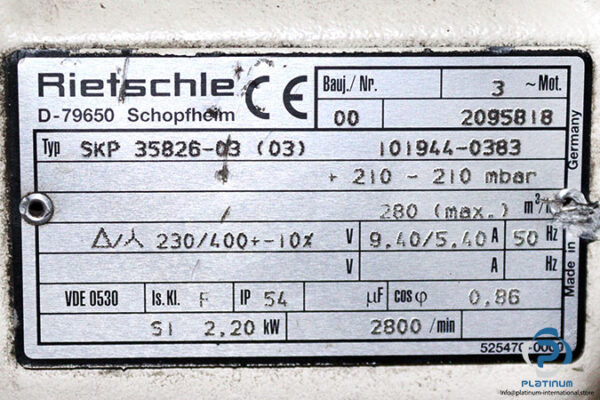 Rietschle CE
D-79650 Schopfheim
Bauj./ Nr. 3 ~ Mot.
00 2095818
Typ SKP 35826-03 (03) 101944-0383
+ 210 - 210 mbar
280 (max.)
△/⅄ 230/400+-10% V 9.40/5.40 A 50 Hz
V A Hz
VDE 0530 Is. Kl. F IP 54 µF cos φ 0,86
S1 2,20 kW 2800 /min
Made in Germany
PLATINUM
info@platinum-international.store